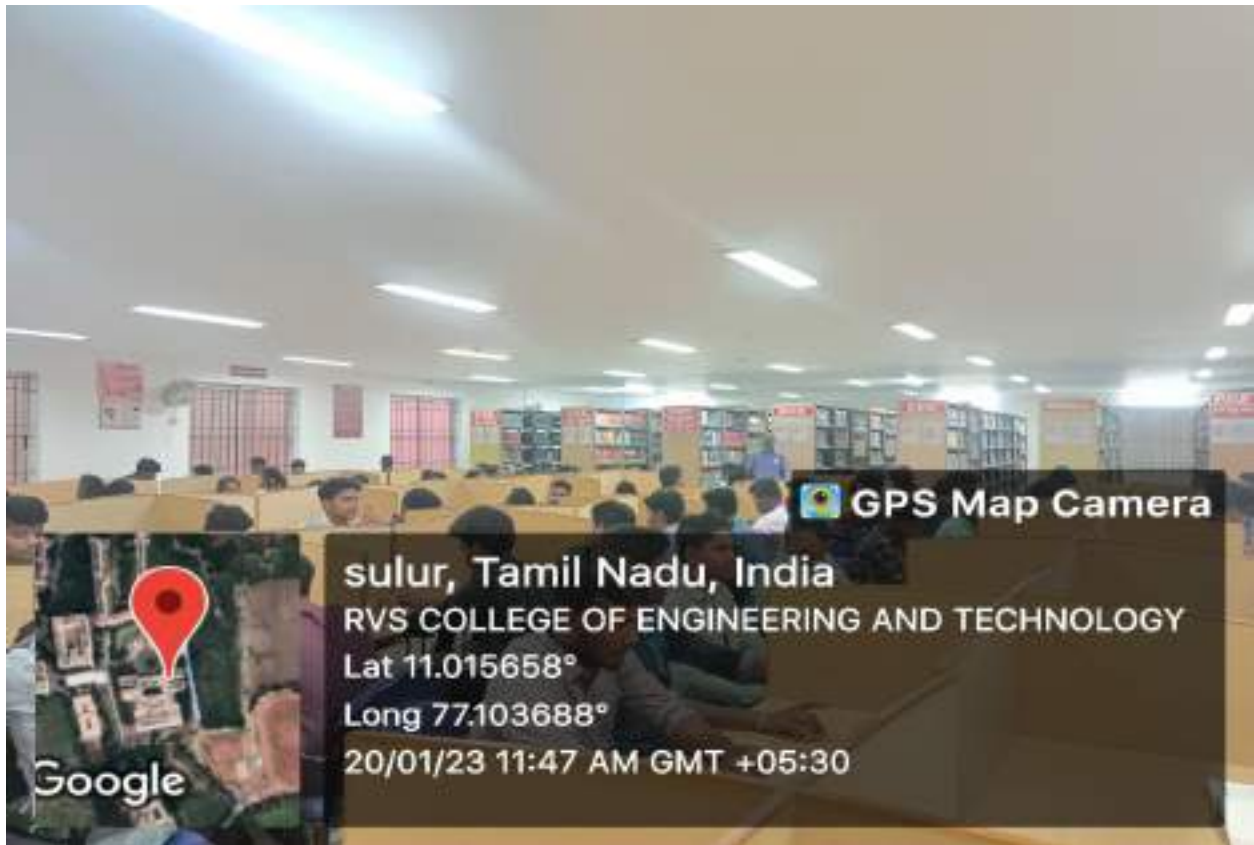 GPS Map Camera
sulur, Tamil Nadu, India
RVS COLLEGE OF ENGINEERING AND TECHNOLOGY
Lat 11.015658°
Long 77.103688°
20/01/23 11:47 AM GMT +05:30
Google